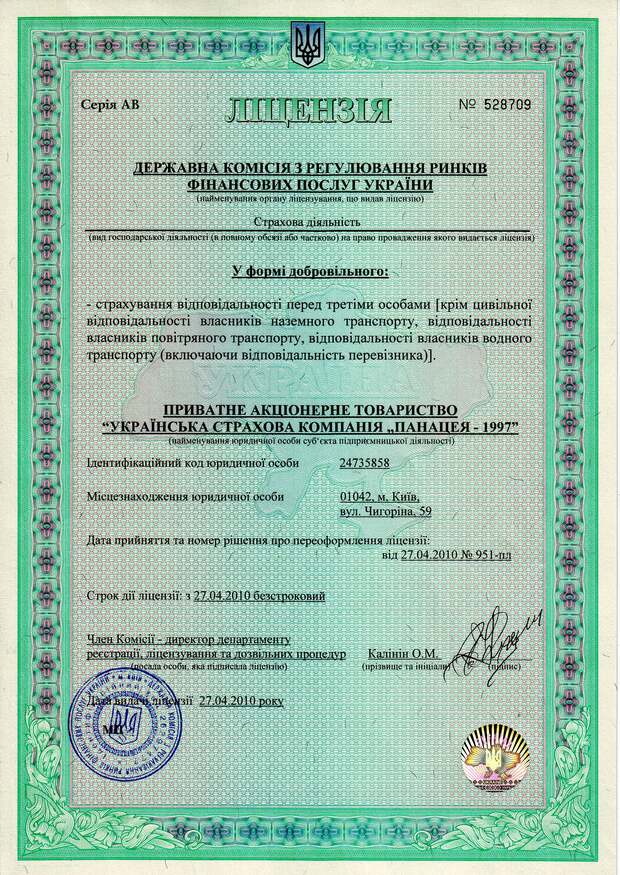 Серія АВ
ЛІЦЕНЗІЯ
№ 528709
ДЕРЖАВНА КОМІСІЯ З РЕГУЛЮВАННЯ РИНКІВ
ФІНАНСОВИХ ПОСЛУГ УКРАЇНИ
(найменування органу ліцензування, що видав ліцензію)
Страхова діяльність
(вид господарської діяльності (в повному обсязі або частково) на право провадження якого видається ліцензія)
У формі добровільного:
- страхування відповідальності перед третіми особами [крім цивільної
відповідальності власників наземного транспорту, відповідальності
власників повітряного транспорту, відповідальності власників водного
транспорту (включаючи відповідальність перевізника)].
УКРАЇНА
ПРИВАТНЕ АКЦІОНЕРНЕ ТОВАРИСТВО
“УКРАЇНСЬКА СТРАХОВА КОМПАНІЯ „ПАНАЦЕЯ - 1997”
(найменування юридичної особи суб’єкта підприємницької діяльності)
Ідентифікаційний код юридичної особи 24735858
Місцезнаходження юридичної особи 01042, м, Київ,
вул. Чигоріна, 59
Дата прийняття та номер рішення про переоформлення ліцензії:
від 27.04.2010 № 951-пл
Строк дії ліцензії: з 27.04.2010 безстроковий
Член Комісії - директор департаменту
реєстрації, ліцензування та дозвільних процедур Калінін О.М.
(посада особи, яка підписала ліцензію) (прізвище та ініціали) (підпис)
Дата видачі ліцензії 27.04.2010 року
МП